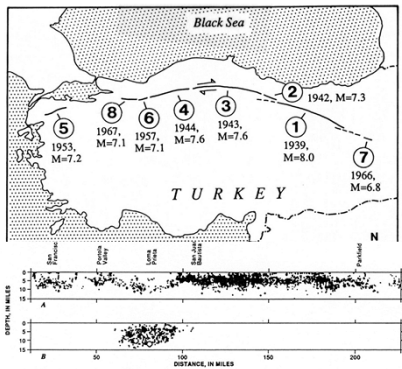 Black Sea
2
1942, M=7.3
8
6
4
3
5
1967,
M=7.1
1957,
M=7.1
1944,
M=7.6
1943,
M=7.6
1
1953,
M=7.2
1939,
M=8.0
7
1966,
M=6.8
TURKEY
N
San
Francisc
Portola
Valley
Loma
Prieta
San Jua
Bautista
Parkfield
DEPTH, IN MILES
0
5
10
15
A
0
5
10
15
B
0
50
100
150
200
DISTANCE, IN MILES